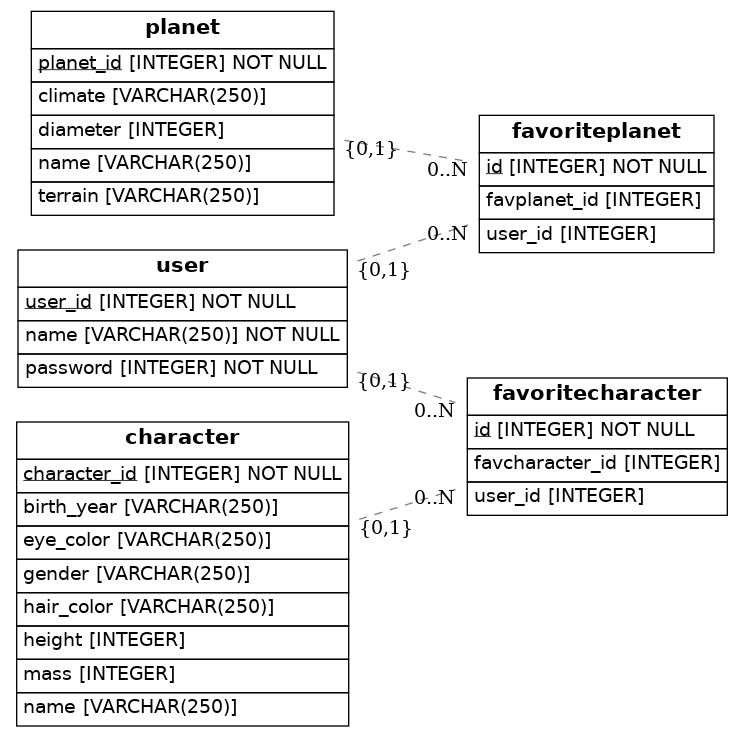 planet
planet_id [INTEGER] NOT NULL
climate [VARCHAR(250)]
diameter [INTEGER]
name [VARCHAR(250)]
terrain [VARCHAR(250)]
{0,1}
0..N
favoriteplanet
id [INTEGER] NOT NULL
favplanet_id [INTEGER]
user_id [INTEGER]
0..N
{0,1}
user
user_id [INTEGER] NOT NULL
name [VARCHAR(250)] NOT NULL
password [INTEGER] NOT NULL
{0,1}
0..N
favoritecharacter
id [INTEGER] NOT NULL
favcharacter_id [INTEGER]
user_id [INTEGER]
0..N
{0,1}
character
character_id [INTEGER] NOT NULL
birth_year [VARCHAR(250)]
eye_color [VARCHAR(250)]
gender [VARCHAR(250)]
hair_color [VARCHAR(250)]
height [INTEGER]
mass [INTEGER]
name [VARCHAR(250)]